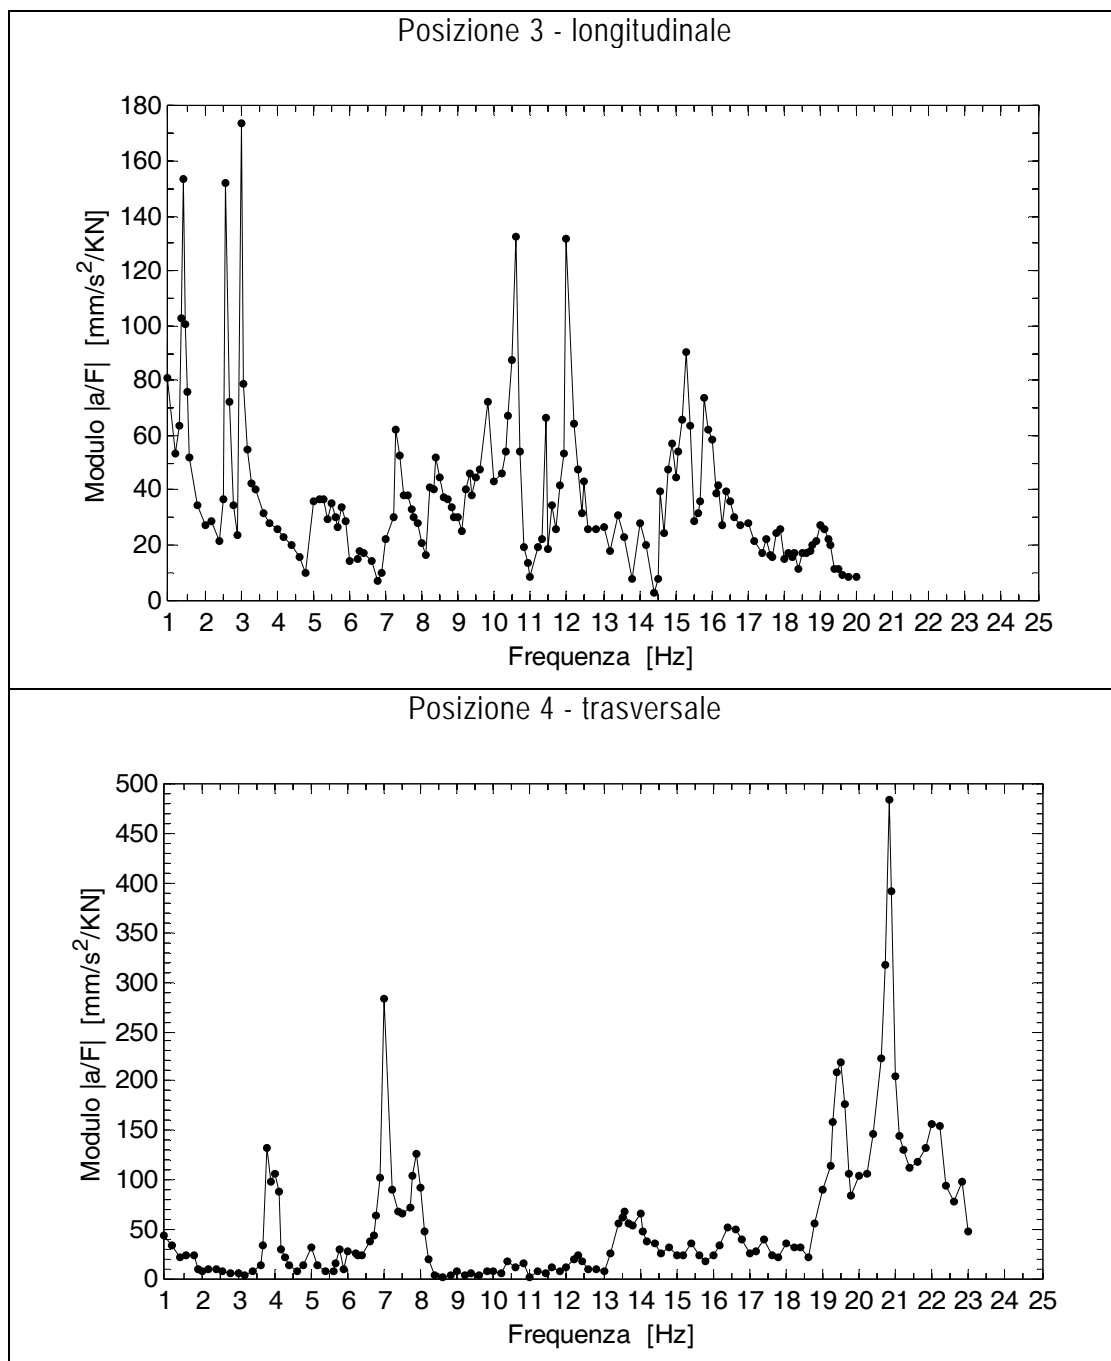 Posizione 3 - longitudinale
180
160
140
120
100
80
60
40
20
0
Modulo |a/F| [mm/s²/KN]
1 2 3 4 5 6 7 8 9 10 11 12 13 14 15 16 17 18 19 20 21 22 23 24 25
Frequenza [Hz]
Posizione 4 - trasversale
500
450
400
350
300
250
200
150
100
50
0
Modulo |a/F| [mm/s²/KN]
1 2 3 4 5 6 7 8 9 10 11 12 13 14 15 16 17 18 19 20 21 22 23 24 25
Frequenza [Hz]